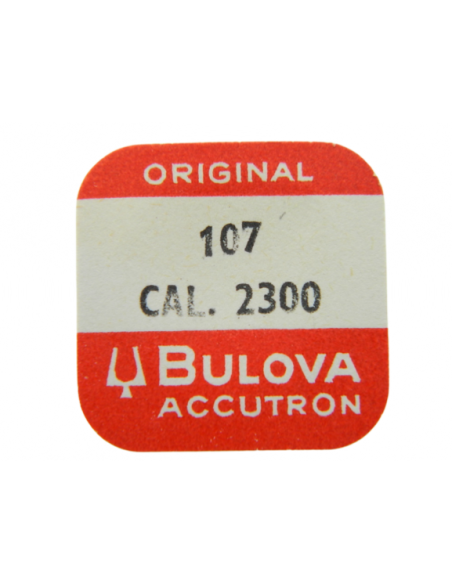 ORIGINAL
107
CAL. 2300
BULOVA
ACCUTRON